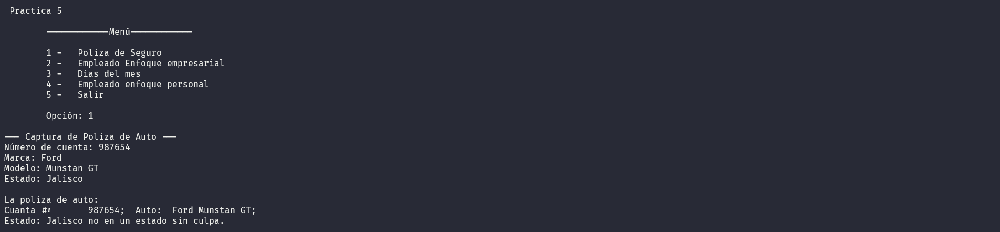 Practica 5
------------Menú------------
1 - Poliza de Seguro
2 - Empleado Enfoque empresarial
3 - Dias del mes
4 - Empleado enfoque personal
5 - Salir
Opción: 1
--- Captura de Poliza de Auto ---
Número de cuenta: 987654
Marca: Ford
Modelo: Munstan GT
Estado: Jalisco
La poliza de auto:
Cuanta #: 987654; Auto: Ford Munstan GT;
Estado: Jalisco no en un estado sin culpa.